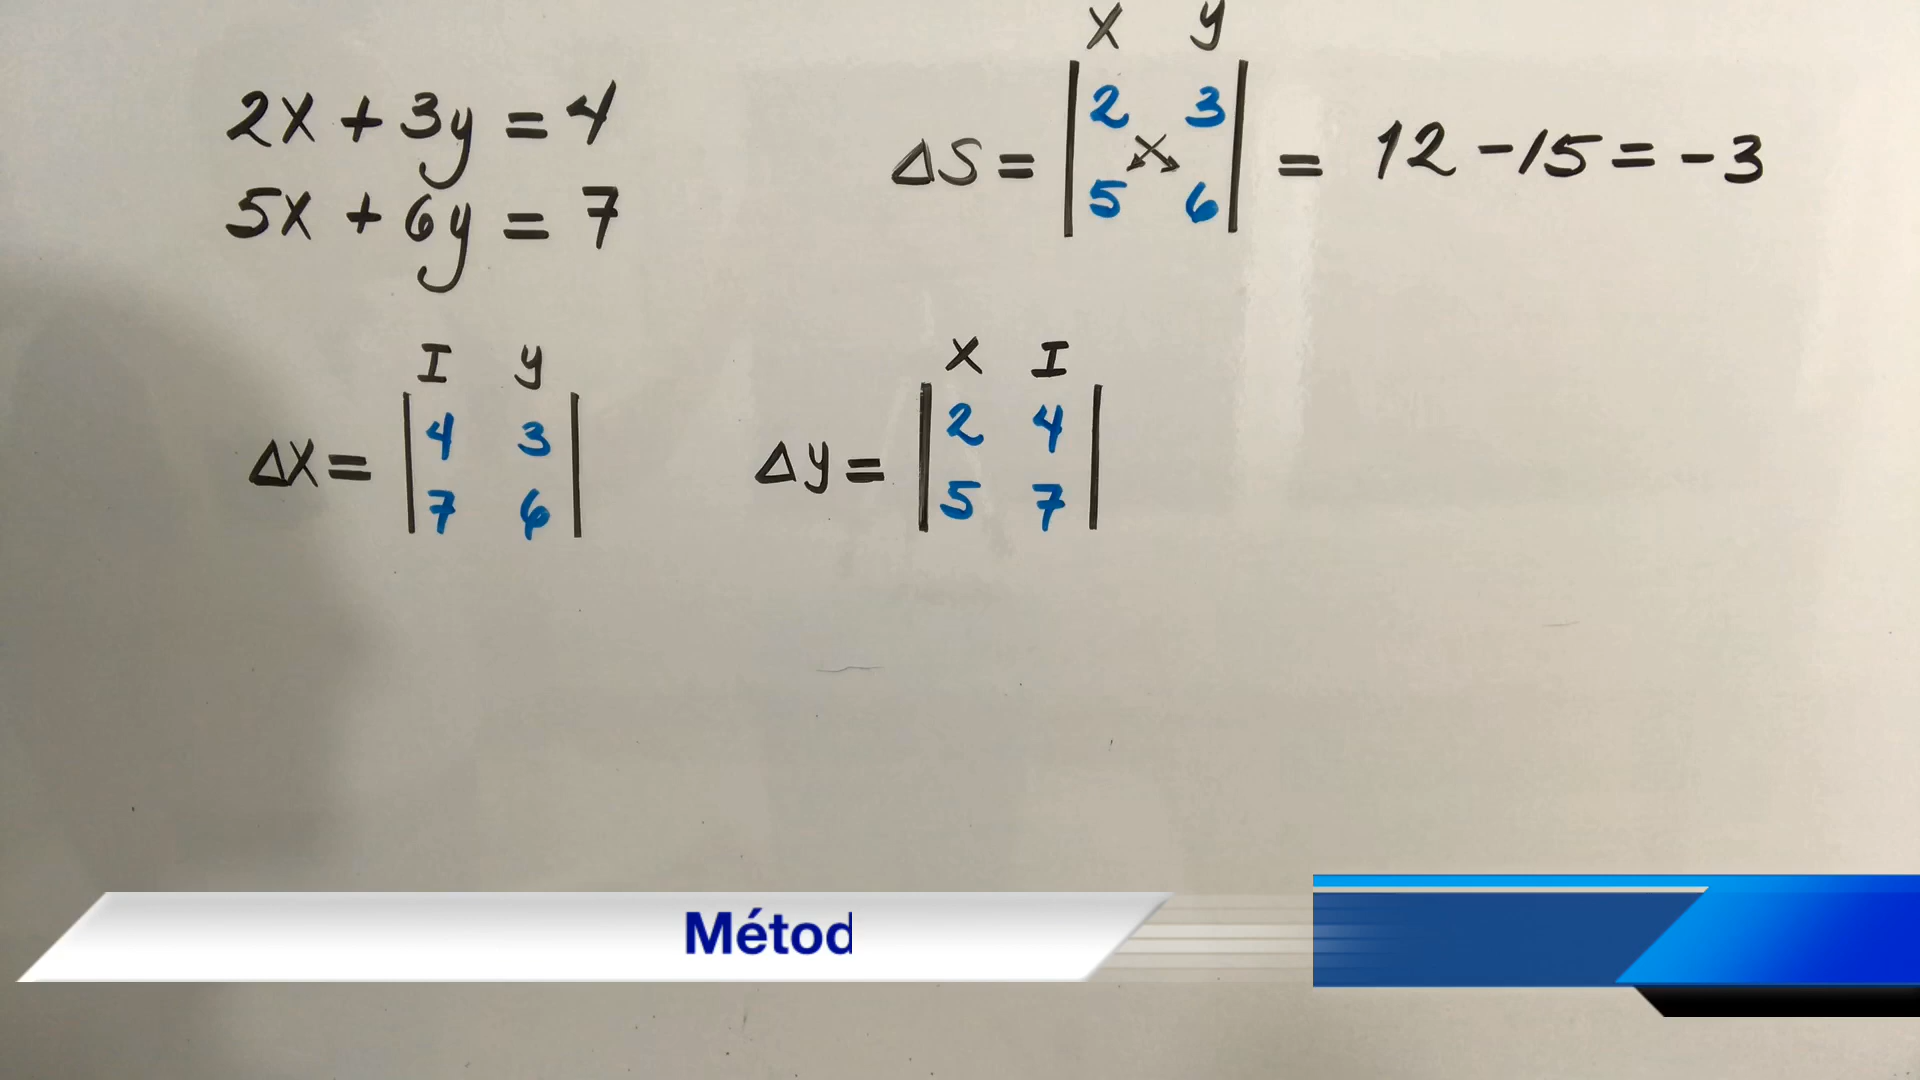 2x + 3y = 4
5x + 6y = 7
x y
ΔS = | 2 3 | = 12 - 15 = -3
| 5 6 |
I y
Δx = | 4 3 |
| 7 6 |
x I
Δy = | 2 4 |
| 5 7 |
Métod